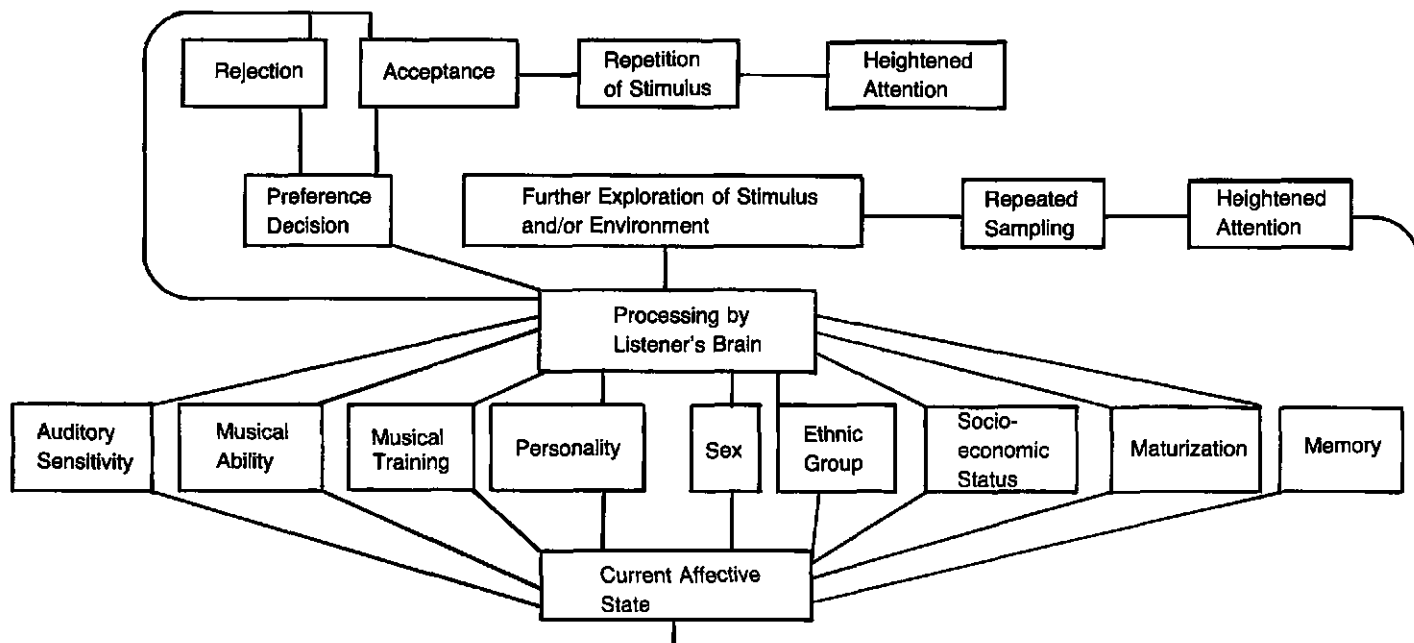 Rejection
Acceptance
Repetition
of Stimulus
Heightened
Attention
Preference
Decision
Further Exploration of Stimulus
and/or Environment
Repeated
Sampling
Heightened
Attention
Processing by
Listener's Brain
Auditory
Sensitivity
Musical
Ability
Musical
Training
Personality
Sex
Ethnic
Group
Socio-
economic
Status
Maturization
Memory
Current Affective
State